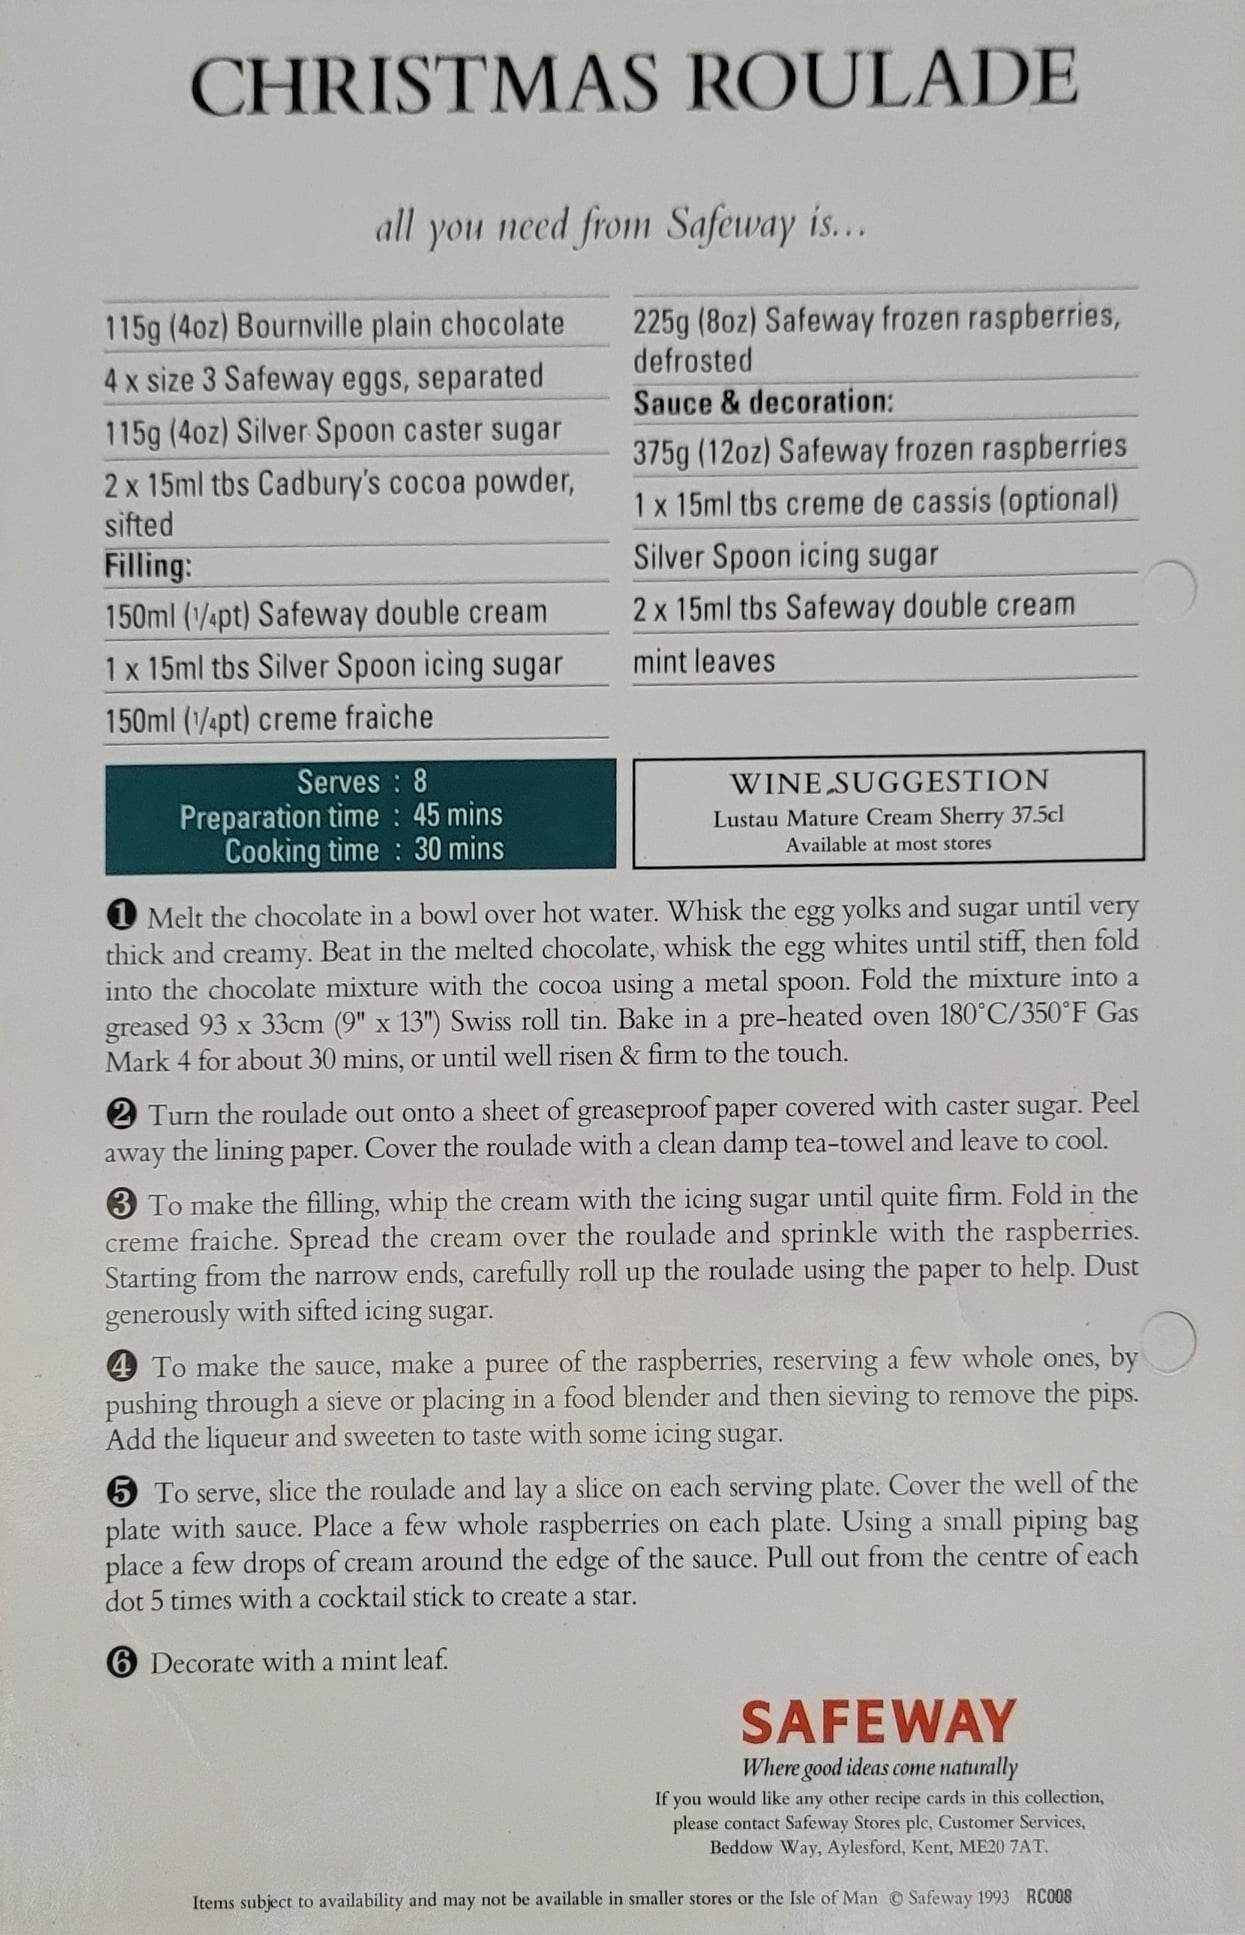 CHRISTMAS ROULADE
all you need from Safeway is...
115g (4oz) Bournville plain chocolate
4 x size 3 Safeway eggs, separated
115g (4oz) Silver Spoon caster sugar
2 x 15ml tbs Cadbury's cocoa powder,
sifted
Filling:
150ml (1/4pt) Safeway double cream
1 x 15ml tbs Silver Spoon icing sugar
150ml (1/4pt) creme fraiche
225g (8oz) Safeway frozen raspberries,
defrosted
Sauce & decoration:
375g (12oz) Safeway frozen raspberries
1 x 15ml tbs creme de cassis (optional)
Silver Spoon icing sugar
2 x 15ml tbs Safeway double cream
mint leaves
Serves : 8
Preparation time : 45 mins
Cooking time : 30 mins
WINE SUGGESTION
Lustau Mature Cream Sherry 37.5cl
Available at most stores
1 Melt the chocolate in a bowl over hot water. Whisk the egg yolks and sugar until very
thick and creamy. Beat in the melted chocolate, whisk the egg whites until stiff, then fold
into the chocolate mixture with the cocoa using a metal spoon. Fold the mixture into a
greased 93 x 33cm (9" x 13") Swiss roll tin. Bake in a pre-heated oven 180°C/350°F Gas
Mark 4 for about 30 mins, or until well risen & firm to the touch.
2 Turn the roulade out onto a sheet of greaseproof paper covered with caster sugar. Peel
away the lining paper. Cover the roulade with a clean damp tea-towel and leave to cool.
3 To make the filling, whip the cream with the icing sugar until quite firm. Fold in the
creme fraiche. Spread the cream over the roulade and sprinkle with the raspberries.
Starting from the narrow ends, carefully roll up the roulade using the paper to help. Dust
generously with sifted icing sugar.
4 To make the sauce, make a puree of the raspberries, reserving a few whole ones, by
pushing through a sieve or placing in a food blender and then sieving to remove the pips.
Add the liqueur and sweeten to taste with some icing sugar.
5 To serve, slice the roulade and lay a slice on each serving plate. Cover the well of the
plate with sauce. Place a few whole raspberries on each plate. Using a small piping bag
place a few drops of cream around the edge of the sauce. Pull out from the centre of each
dot 5 times with a cocktail stick to create a star.
6 Decorate with a mint leaf.
SAFEWAY
Where good ideas come naturally
If you would like any other recipe cards in this collection,
please contact Safeway Stores plc, Customer Services,
Beddow Way, Aylesford, Kent, ME20 7AT.
Items subject to availability and may not be available in smaller stores or the Isle of Man © Safeway 1993 RC008